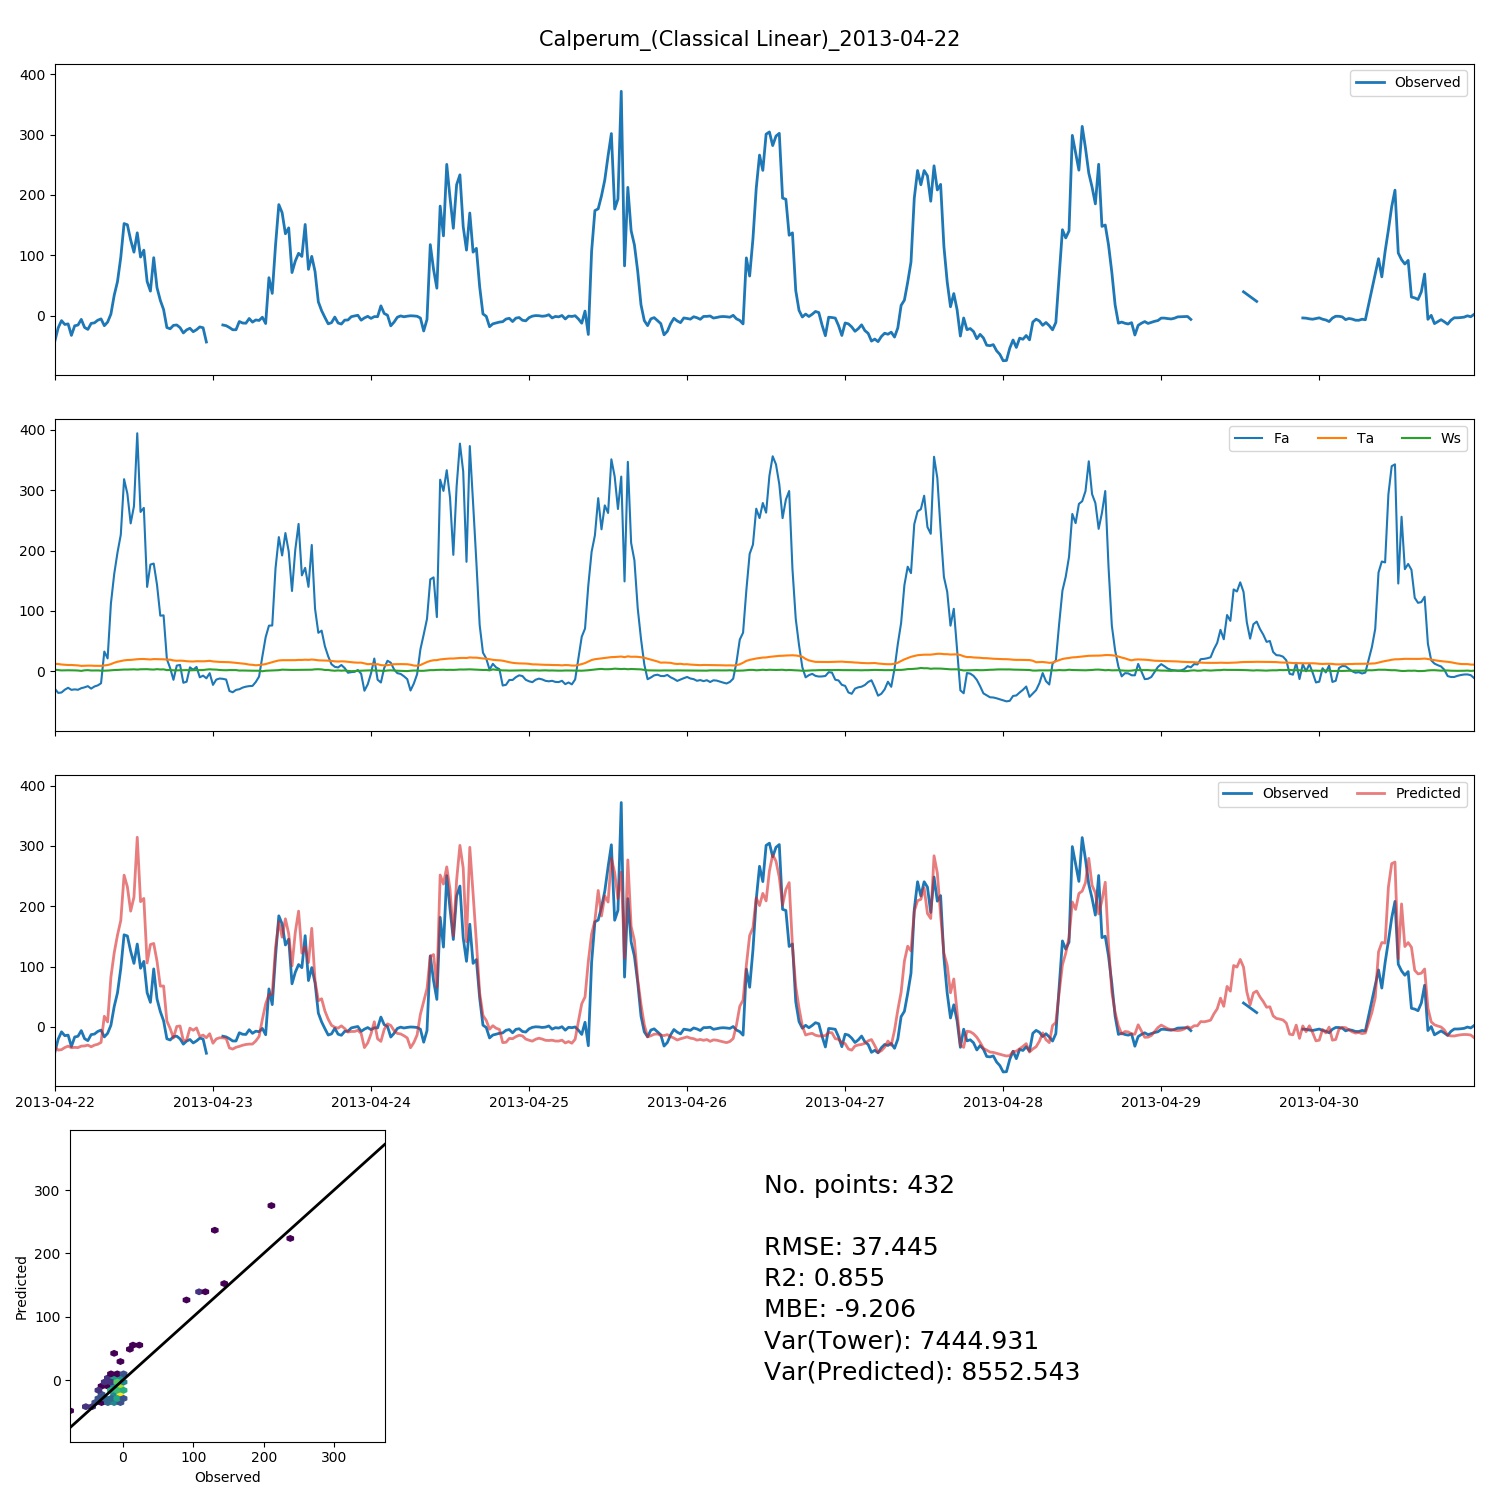 Calperum_(Classical Linear)_2013-04-22
400
300
200
100
0
Observed
400
300
200
100
0
Fa Ta Ws
400
300
200
100
0
Observed Predicted
2013-04-22 2013-04-23 2013-04-24 2013-04-25 2013-04-26 2013-04-27 2013-04-28 2013-04-29 2013-04-30
Predicted
300
200
100
0
0 100 200 300
Observed
No. points: 432
RMSE: 37.445
R2: 0.855
MBE: -9.206
Var(Tower): 7444.931
Var(Predicted): 8552.543